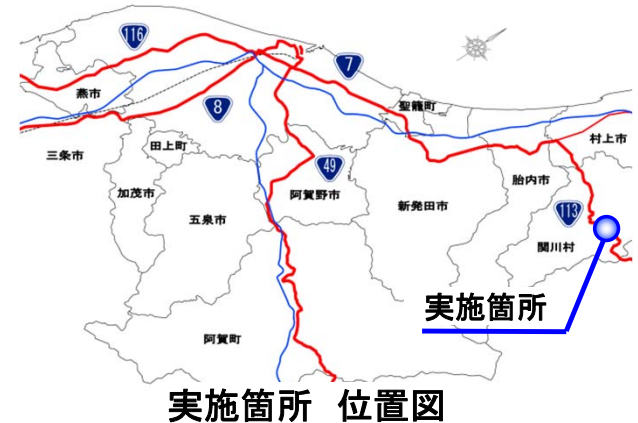 116
7
燕市
8
聖籠町
三条市
田上町
49
村上市
加茂市
阿賀野市
胎内市
五泉市
新発田市
113
関川村
実施箇所
阿賀町
実施箇所 位置図